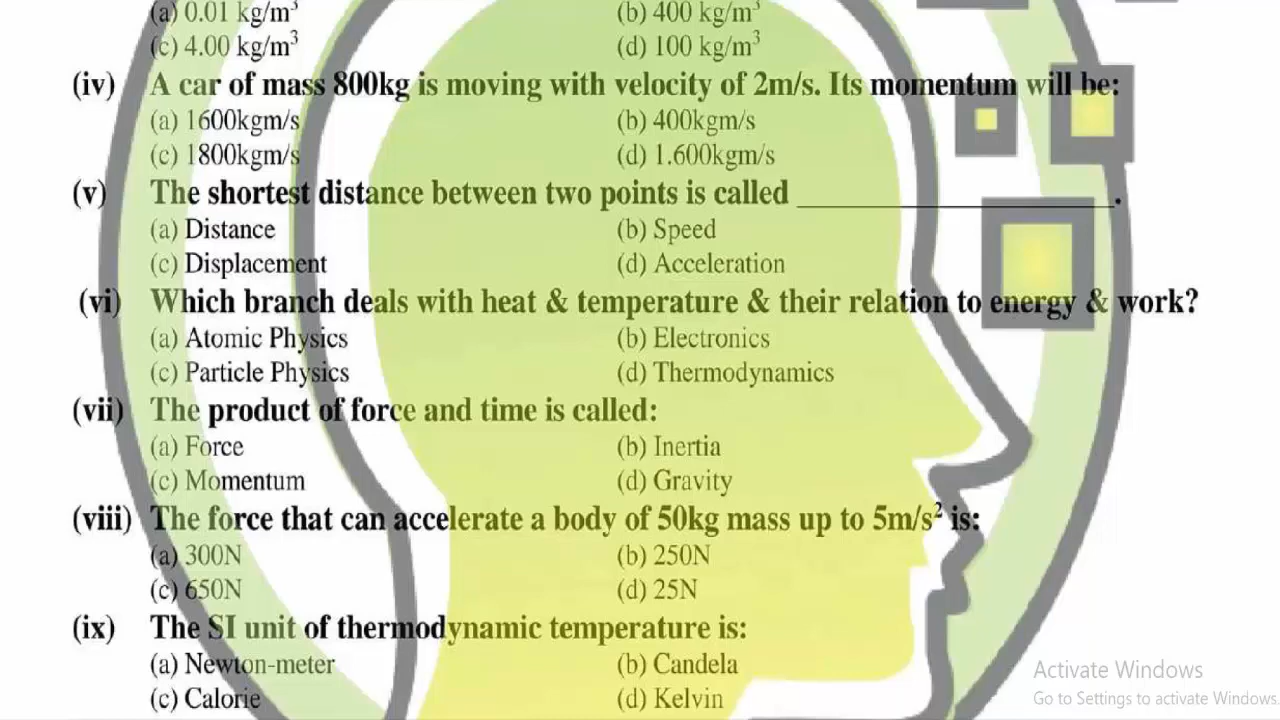 (a) 0.01 kg/m³ (b) 400 kg/m³
(c) 4.00 kg/m³ (d) 100 kg/m³
(iv) A car of mass 800kg is moving with velocity of 2m/s. Its momentum will be:
(a) 1600kgm/s (b) 400kgm/s
(c) 1800kgm/s (d) 1.600kgm/s
(v) The shortest distance between two points is called ______________________.
(a) Distance (b) Speed
(c) Displacement (d) Acceleration
(vi) Which branch deals with heat & temperature & their relation to energy & work?
(a) Atomic Physics (b) Electronics
(c) Particle Physics (d) Thermodynamics
(vii) The product of force and time is called:
(a) Force (b) Inertia
(c) Momentum (d) Gravity
(viii) The force that can accelerate a body of 50kg mass up to 5m/s² is:
(a) 300N (b) 250N
(c) 650N (d) 25N
(ix) The SI unit of thermodynamic temperature is:
(a) Newton-meter (b) Candela
(c) Calorie (d) Kelvin
Activate Windows
Go to Settings to activate Windows.